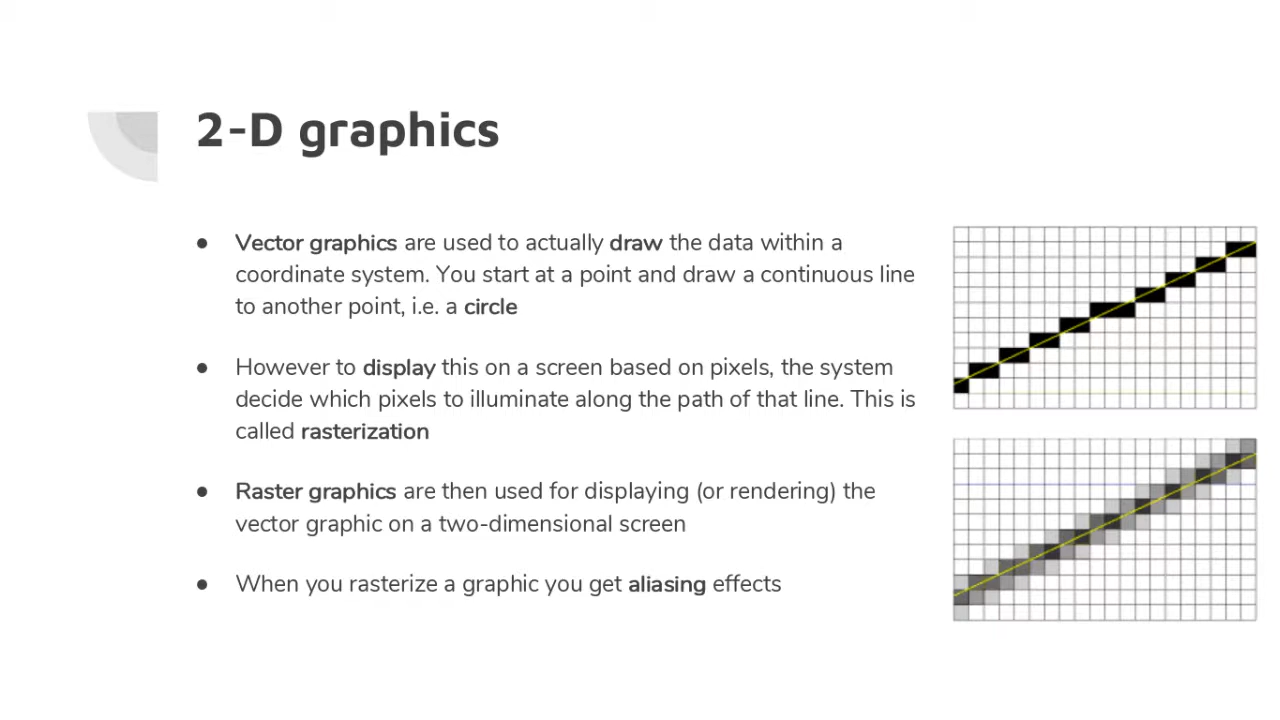 2-D graphics
● Vector graphics are used to actually draw the data within a
coordinate system. You start at a point and draw a continuous line
to another point, i.e. a circle
● However to display this on a screen based on pixels, the system
decide which pixels to illuminate along the path of that line. This is
called rasterization
● Raster graphics are then used for displaying (or rendering) the
vector graphic on a two-dimensional screen
● When you rasterize a graphic you get aliasing effects